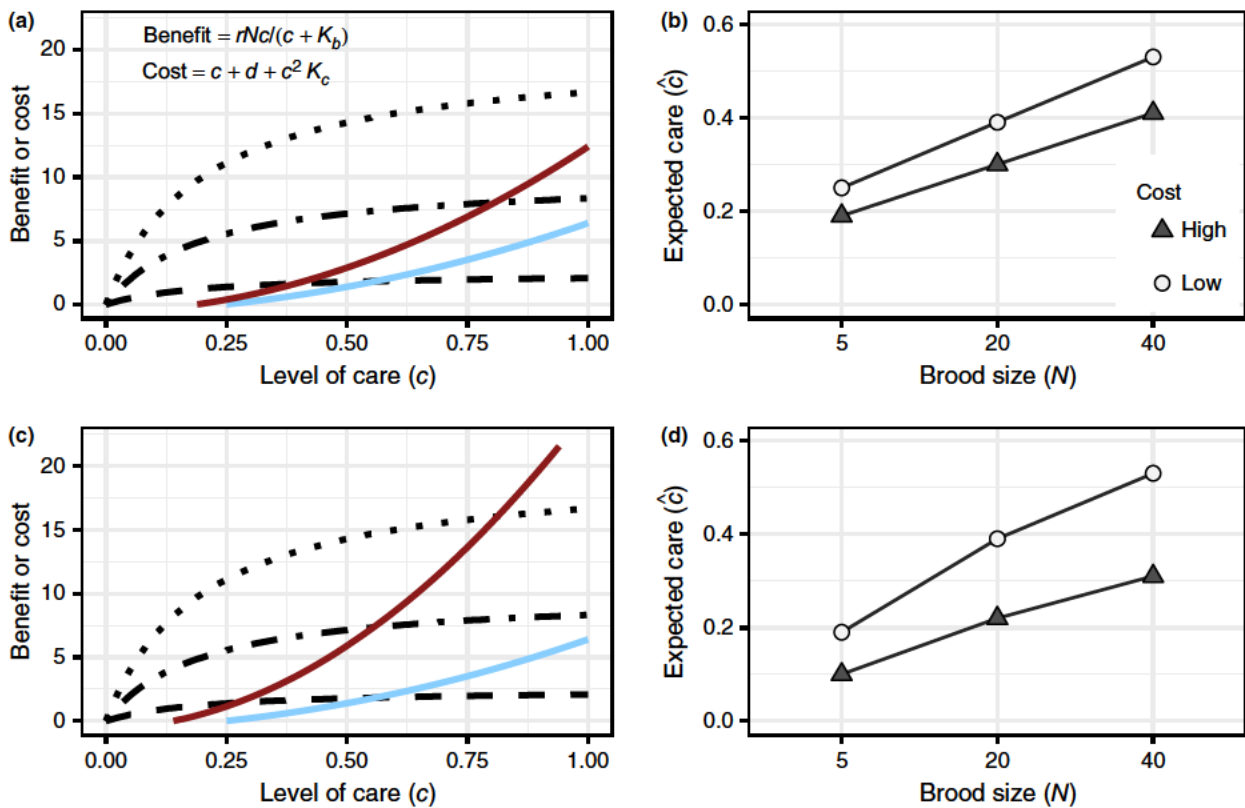 (a)
Benefit = rNc/(c + K_b)
Cost = c + d + c² K_c
Benefit or cost
20
15
10
5
0
0.00 0.25 0.50 0.75 1.00
Level of care (c)
(b)
Expected care (ĉ)
0.6
0.4
0.2
0.0
Cost
High
Low
5 20 40
Brood size (N)
(c)
Benefit or cost
20
15
10
5
0
0.00 0.25 0.50 0.75 1.00
Level of care (c)
(d)
Expected care (ĉ)
0.6
0.4
0.2
0.0
5 20 40
Brood size (N)